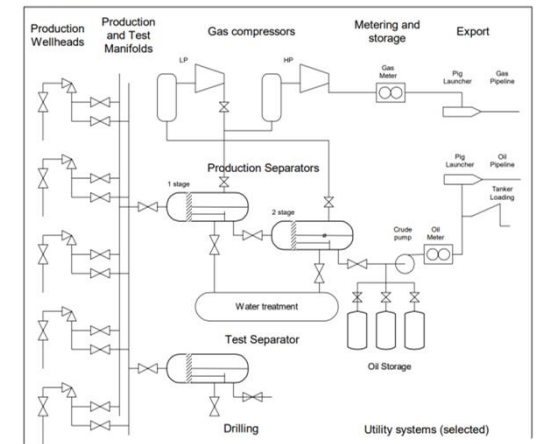 Production
Wellheads
Production
and Test
Manifolds
Gas compressors
Metering and
storage
Export
LP
HP
Gas
Meter
Pig
Launcher
Gas
Pipeline
Production Separators
1 stage
2 stage
Pig
Launcher
Oil
Pipeline
Tanker
Loading
Crude
pump
Oil
Meter
Water treatment
Test Separator
Oil Storage
Drilling
Utility systems (selected)